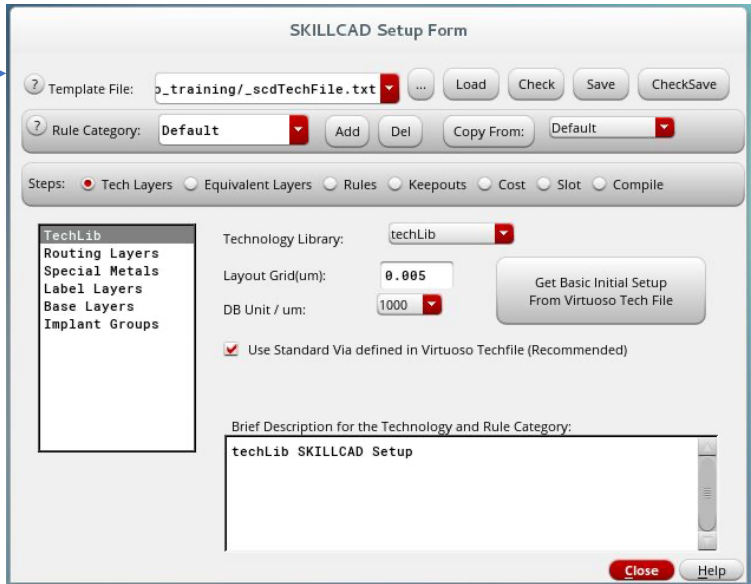 SKILLCAD Setup Form
? Template File: o_training/_scdTechFile.txt ... Load Check Save CheckSave
? Rule Category: Default Add Del Copy From: Default
Steps: Tech Layers Equivalent Layers Rules Keepouts Cost Slot Compile
TechLib
Routing Layers
Special Metals
Label Layers
Base Layers
Implant Groups
Technology Library: techLib
Layout Grid(um): 0.005
DB Unit / um: 1000
Get Basic Initial Setup
From Virtuoso Tech File
Use Standard Via defined in Virtuoso Techfile (Recommended)
Brief Description for the Technology and Rule Category:
techLib SKILLCAD Setup
Close Help